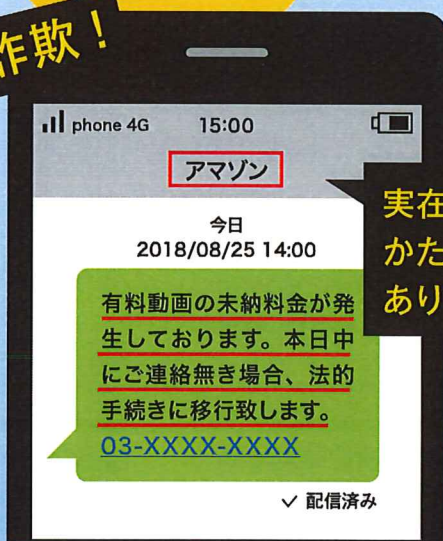 詐欺！
phone 4G 15:00
アマゾン
今日
2018/08/25 14:00
実在
かた
あり
有料動画の未納料金が発
生しております。本日中
にご連絡無き場合、法的
手続きに移行致します。
03-XXXX-XXXX
✓ 配信済み